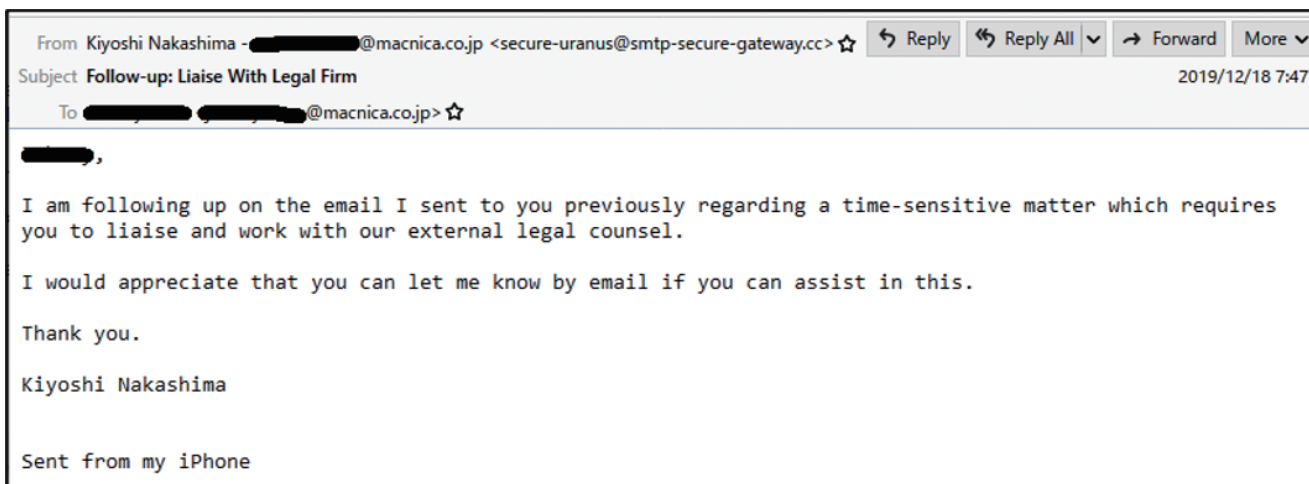 From Kiyoshi Nakashima - @macnica.co.jp <secure-uranus@smtp-secure-gateway.cc> Reply Reply All Forward More
Subject Follow-up: Liaise With Legal Firm 2019/12/18 7:47
To @macnica.co.jp>
,
I am following up on the email I sent to you previously regarding a time-sensitive matter which requires
you to liaise and work with our external legal counsel.
I would appreciate that you can let me know by email if you can assist in this.
Thank you.
Kiyoshi Nakashima
Sent from my iPhone